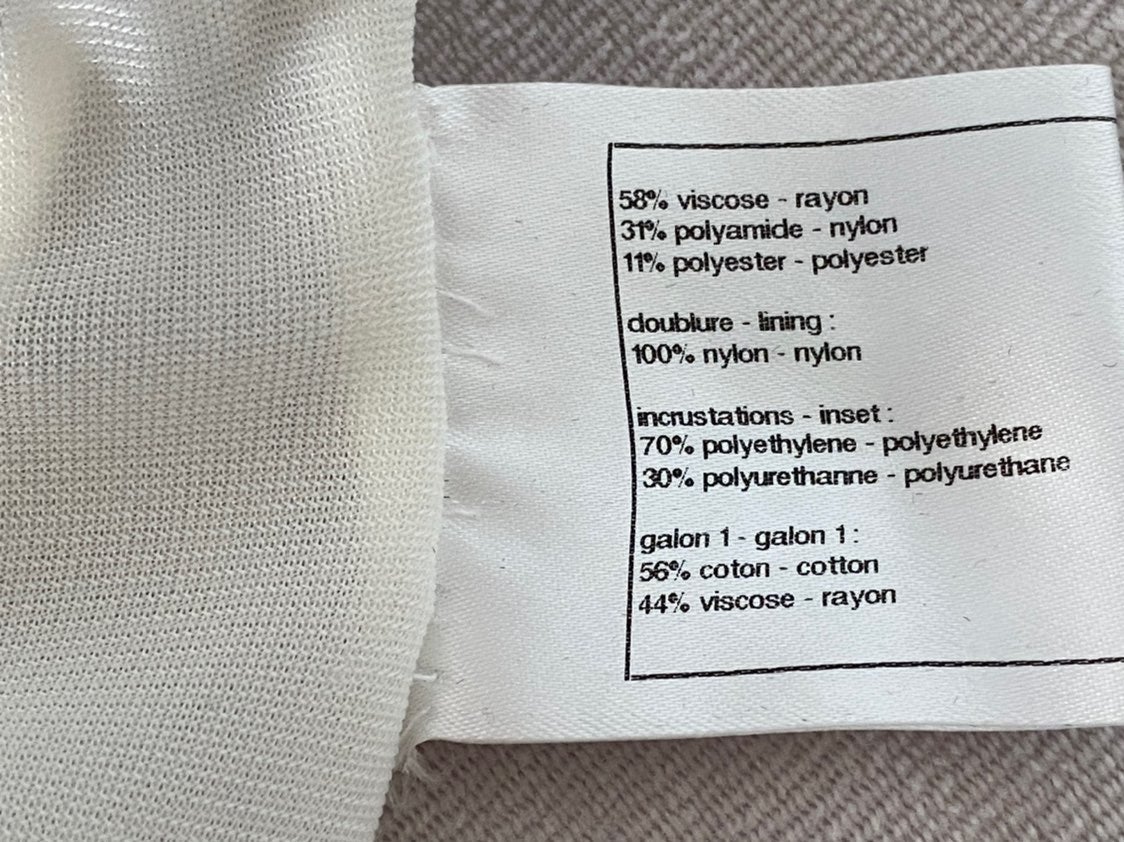 58% viscose - rayon
31% polyamide - nylon
11% polyester - polyester
doublure - lining :
100% nylon - nylon
incrustations - inset :
70% polyethylene - polyethylene
30% polyurethanne - polyurethane
galon 1 - galon 1 :
56% coton - cotton
44% viscose - rayon